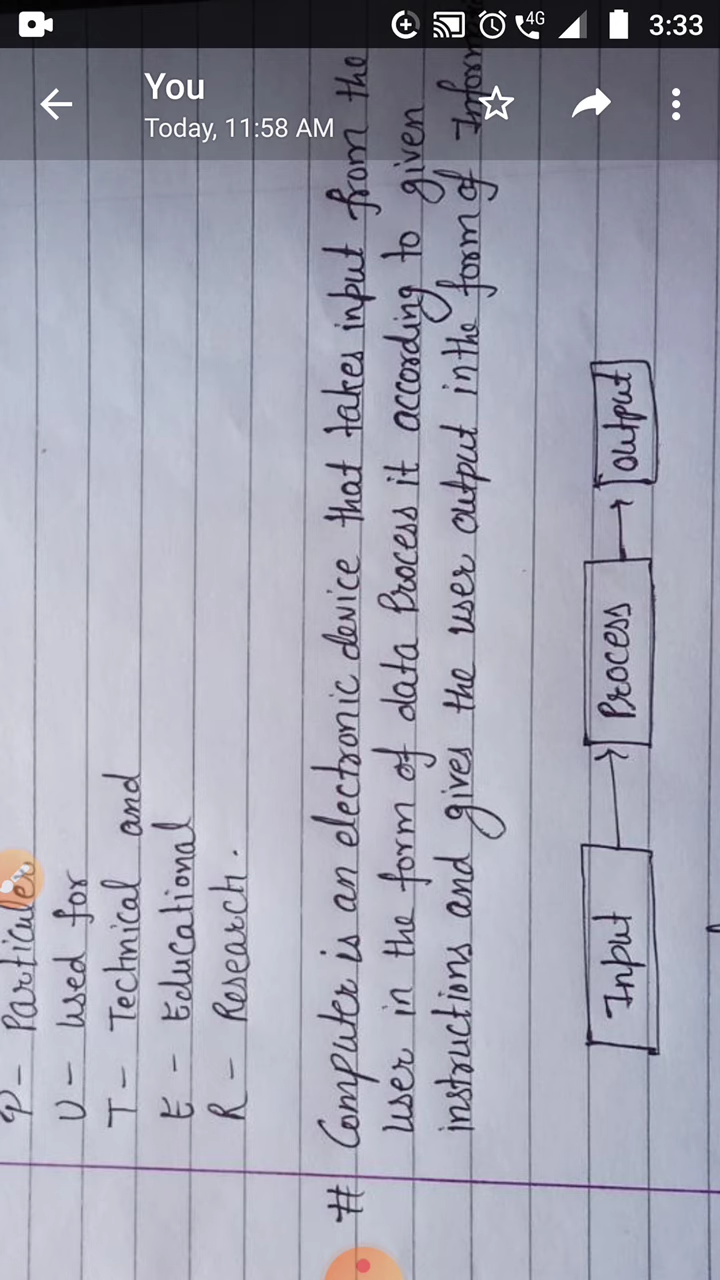 3:33
4G
You
Today, 11:58 AM
P - Particuler
U - used for
T - Technical and
E - Educational
R - Research.
# Computer is an electronic device that takes input from the
user in the form of data Process it according to given
instructions and gives the user output in the form of
Input → Process → output